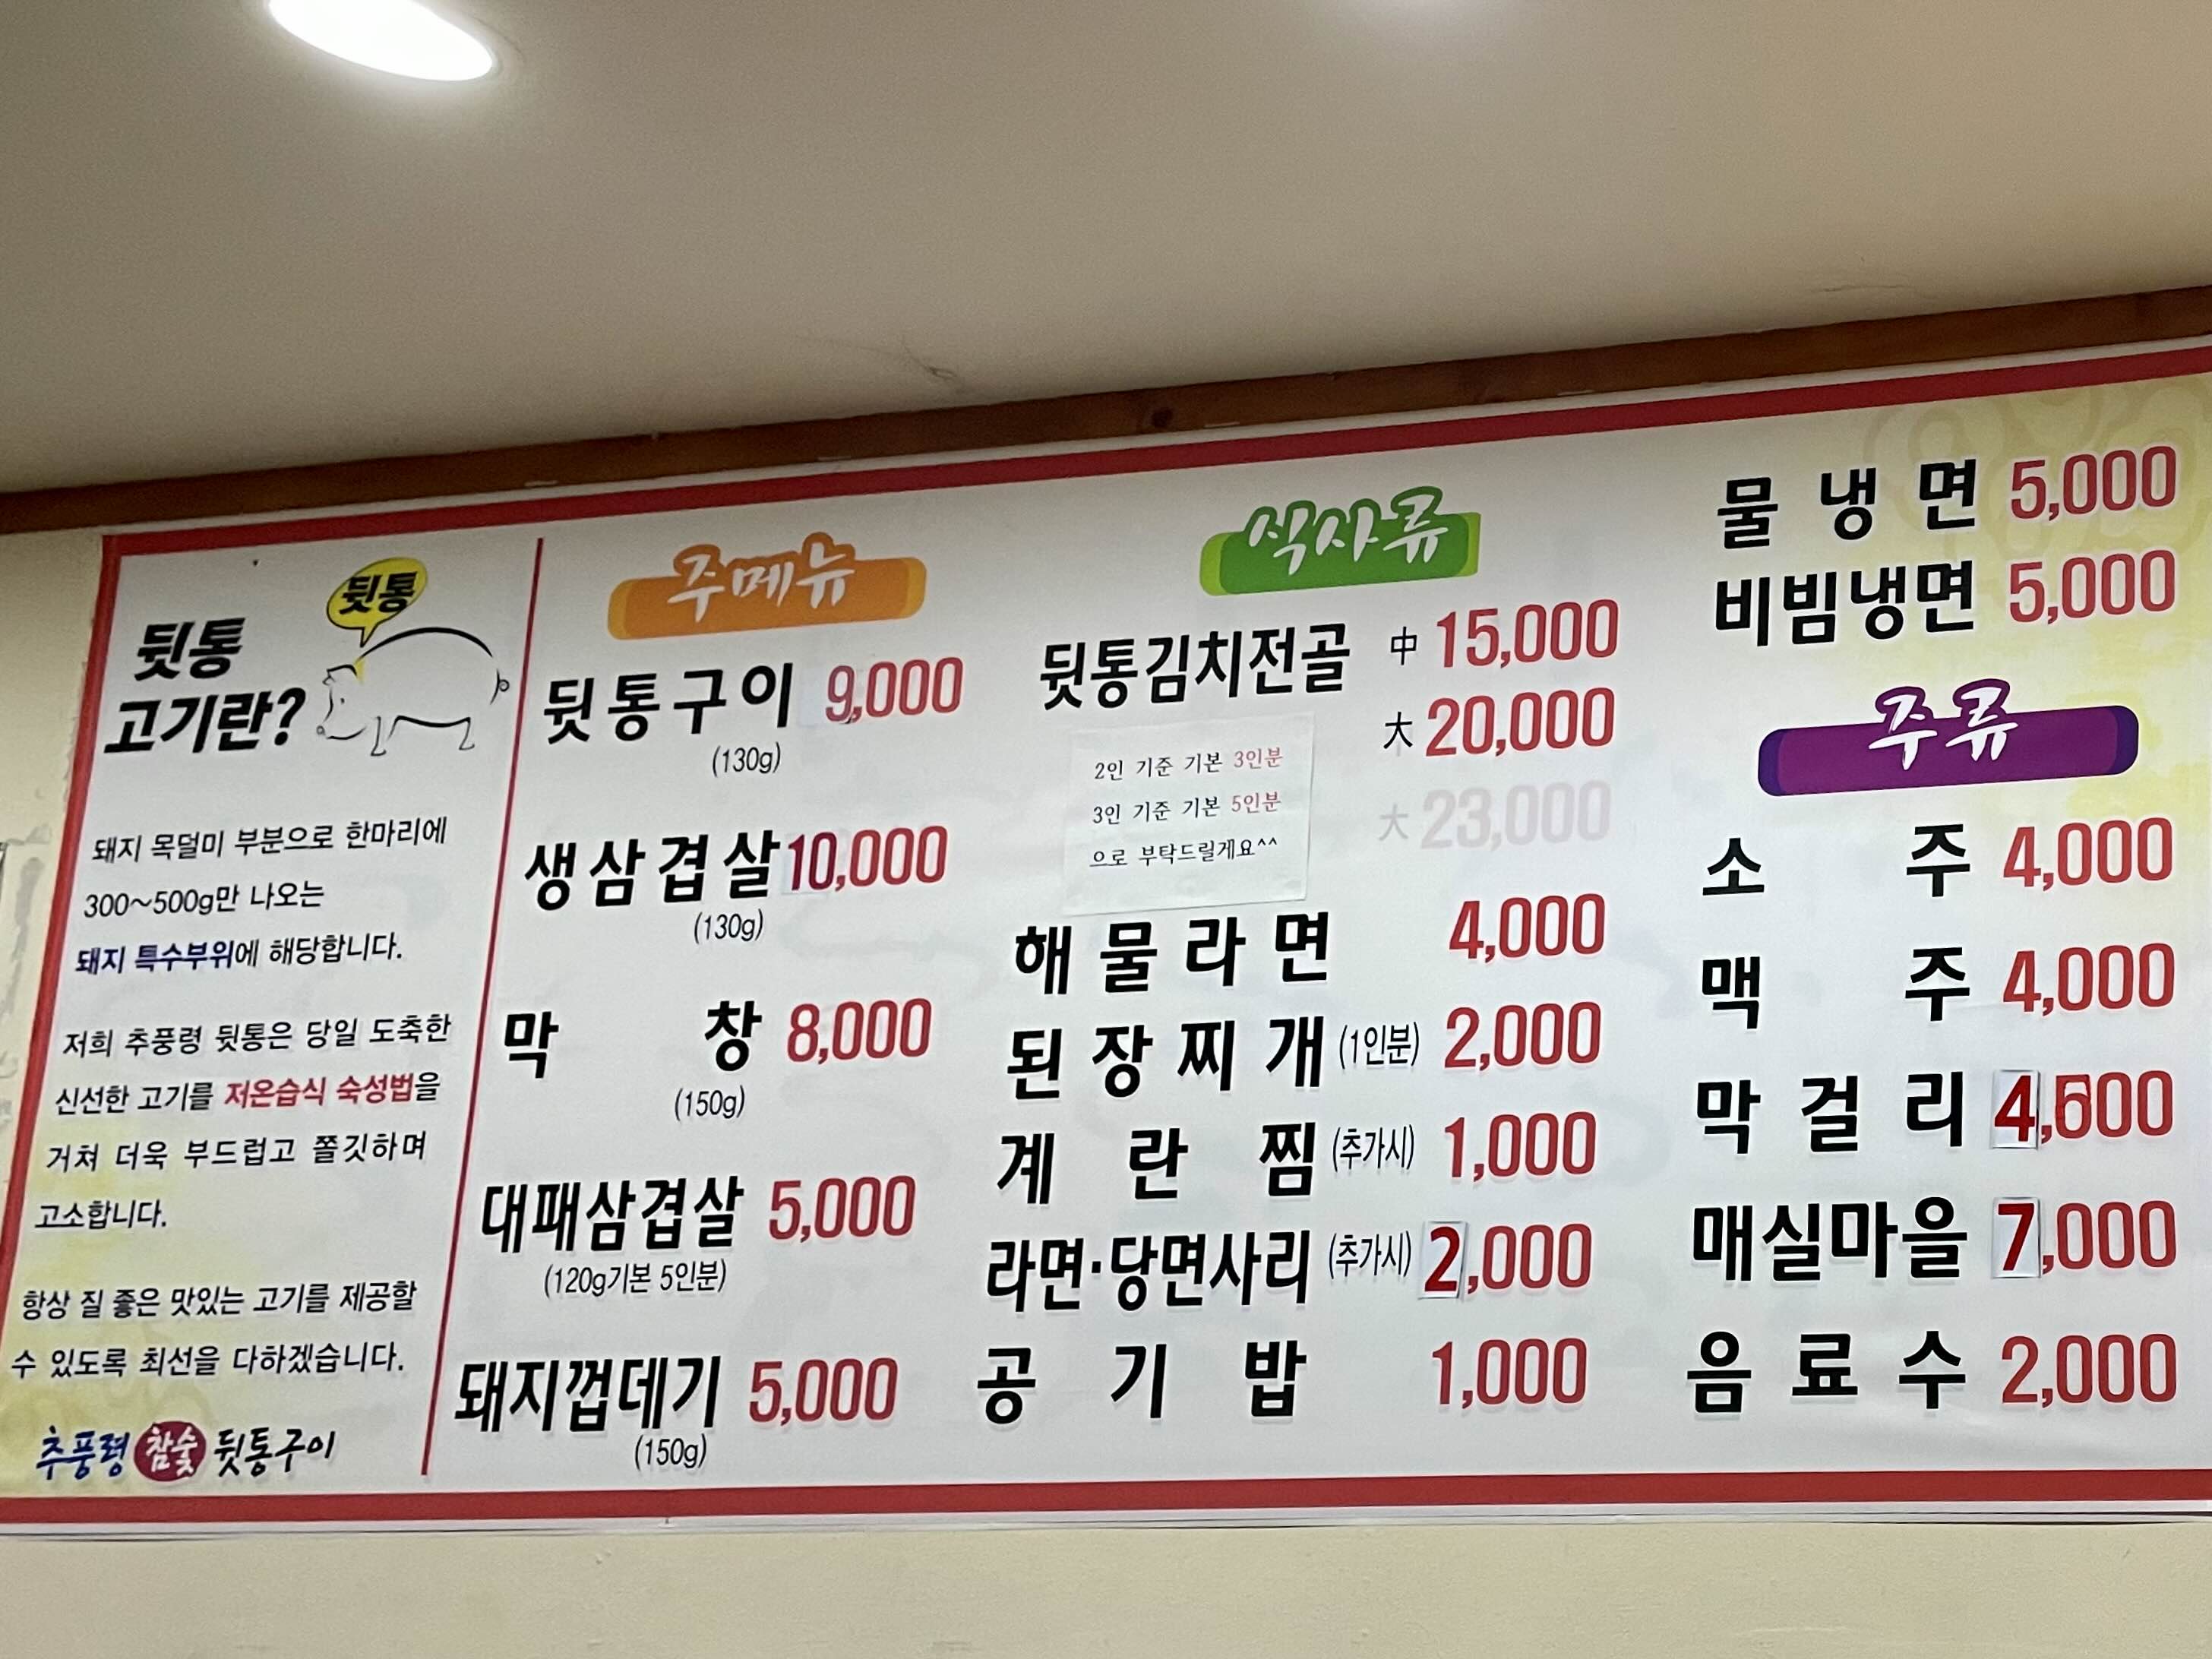 뒷통
뒷통
고기란?
돼지 목덜미 부분으로 한마리에
300~500g만 나오는
돼지 특수부위에 해당합니다.
저희 추풍령 뒷통은 당일 도축한
신선한 고기를 저온습식 숙성법을
거쳐 더욱 부드럽고 쫄깃하며
고소합니다.
항상 질 좋은 맛있는 고기를 제공할
수 있도록 최선을 다하겠습니다.
추풍령 참숯 뒷통구이
주메뉴
뒷통구이 9,000
(130g)
생삼겹살 10,000
(130g)
막창 8,000
(150g)
대패삼겹살 5,000
(120g기본 5인분)
돼지껍데기 5,000
(150g)
식사류
뒷통김치전골 中 15,000
大 20,000
大 23,000
2인 기준 기본 3인분
3인 기준 기본 5인분
으로 부탁드릴게요^^
해물라면 4,000
된장찌개 (1인분) 2,000
계란찜 (추가시) 1,000
라면·당면사리 (추가시) 2,000
공기밥 1,000
물냉면 5,000
비빔냉면 5,000
주류
소주 4,000
맥주 4,000
막걸리
매실마을 7,000
음료수 2,000